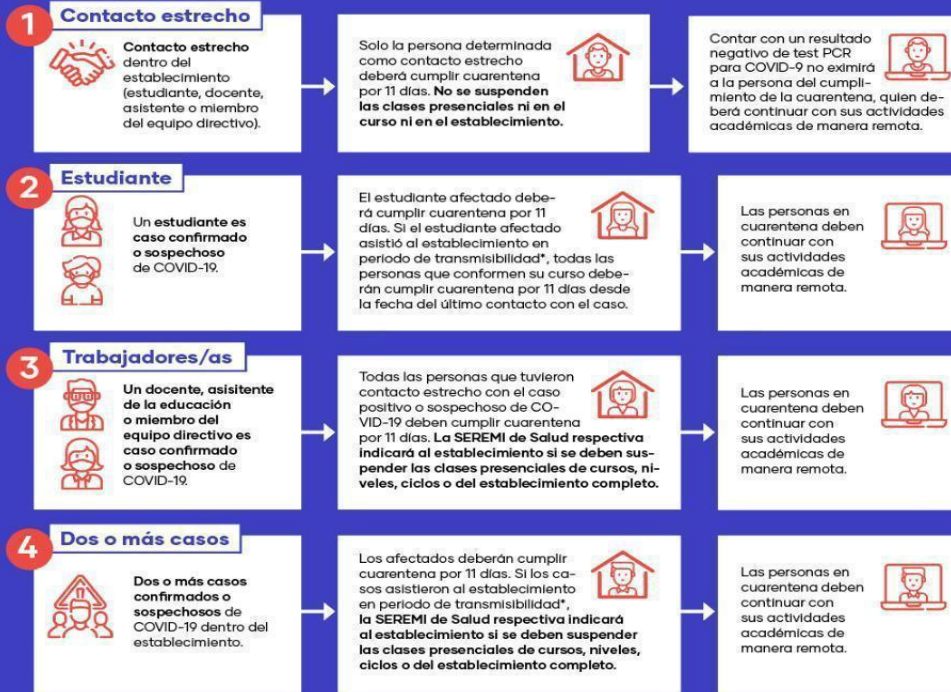 1
Contacto estrecho
Contacto estrecho
dentro del
establecimiento
(estudiante, docente,
asistente o miembro
del equipo directivo).
Solo la persona determinada
como contacto estrecho
deberá cumplir cuarentena
por 11 días. No se suspenden
las clases presenciales ni en el
curso ni en el establecimiento.
Contar con un resultado
negativo de test PCR
para COVID-9 no eximirá
a la persona del cumpli-
miento de la cuarentena, quien de-
berá continuar con sus actividades
académicas de manera remota.
2
Estudiante
Un estudiante es
caso confirmado
o sospechoso
de COVID-19.
El estudiante afectado debe-
rá cumplir cuarentena por 11
días. Si el estudiante afectado
asistió al establecimiento en
periodo de transmisibilidad*, todas las
personas que conformen su curso debe-
rán cumplir cuarentena por 11 días desde
la fecha del último contacto con el caso.
Las personas en
cuarentena deben
continuar con
sus actividades
académicas de
manera remota.
3
Trabajadores/as
Un docente, asisitente
de la educación
o miembro del
equipo directivo es
caso confirmado
o sospechoso de
COVID-19.
Todas las personas que tuvieron
contacto estrecho con el caso
positivo o sospechoso de CO-
VID-19 deben cumplir cuarentena
por 11 días. La SEREMI de Salud respectiva
indicará al establecimiento si se deben sus-
pender las clases presenciales de cursos, ni-
veles, ciclos o del establecimiento completo.
Las personas en
cuarentena deben
continuar con
sus actividades
académicas de
manera remota.
4
Dos o más casos
Dos o más casos
confirmados o
sospechosos de
COVID-19 dentro del
establecimiento.
Los afectados deberán cumplir
cuarentena por 11 días. Si los ca-
sos asistieron al establecimiento
en periodo de transmisibilidad*,
la SEREMI de Salud respectiva indicará
al establecimiento si se deben suspender
las clases presenciales de cursos, niveles,
ciclos o del establecimiento completo.
Las personas en
cuarentena deben
continuar con
sus actividades
académicas de
manera remota.